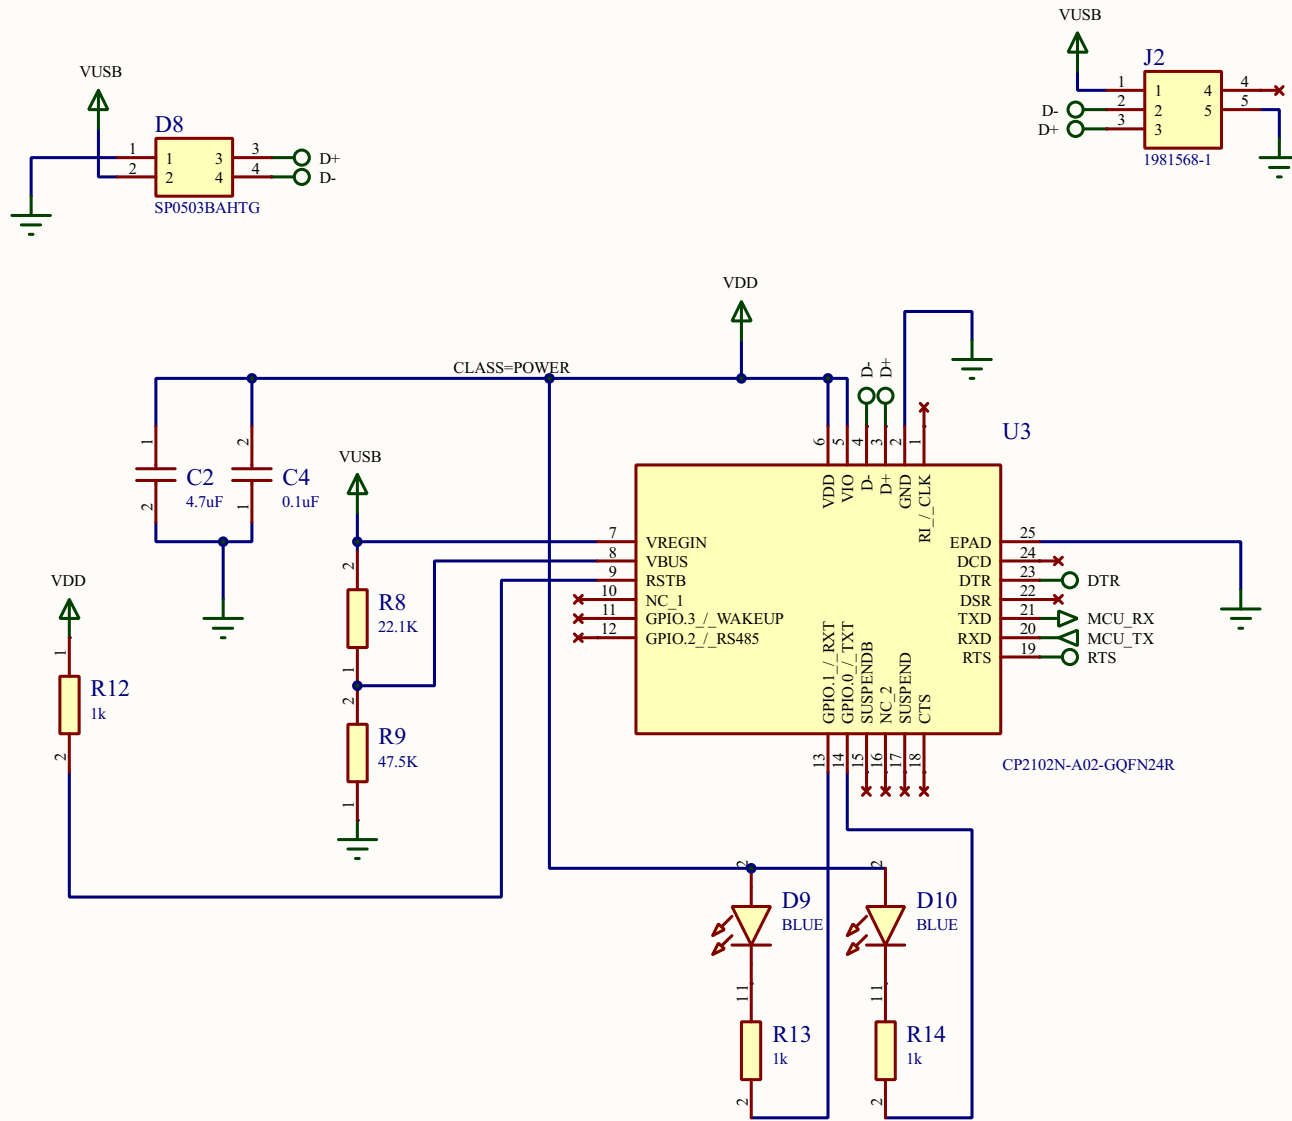 VUSB
D8
1
2
1
2
3
4
3
4
D+
D-
SP0503BAHTG
VUSB
J2
D-
D+
1
2
3
1
2
3
4
5
4
5
1981568-1
VDD
CLASS=POWER
D-
D+
1
2
C2
4.7uF
2
1
C4
0.1uF
VUSB
2
R8
22.1K
1
2
R9
47.5K
1
VDD
1
R12
1k
2
U3
6
5
4
3
2
1
VDD
VIO
D-
D+
GND
RI_/_CLK
7 VREGIN
8 VBUS
9 RSTB
10 NC_1
11 GPIO.3_/_WAKEUP
12 GPIO.2_/_RS485
EPAD 25
DCD 24
DTR 23 DTR
DSR 22
TXD 21 MCU_RX
RXD 20 MCU_TX
RTS 19 RTS
GPIO.1_/_RXT
GPIO.0_/_TXT
SUSPENDB
NC_2
SUSPEND
CTS
13
14
15
16
17
18
CP2102N-A02-GQFN24R
2
D9
BLUE
1
1
R13
1k
2
2
D10
BLUE
1
1
R14
1k
2